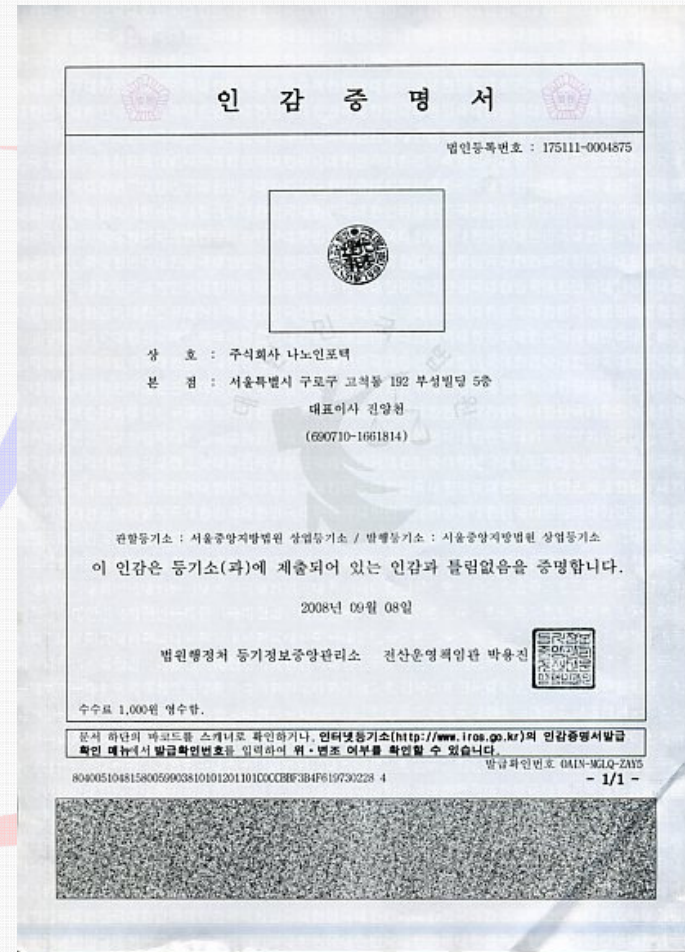 인 감 증 명 서
법인등록번호 : 175111-0004875
상 호 : 주식회사 나노인포텍
본 점 : 서울특별시 구로구 고척동 192 부성빌딩 5층
대표이사 진양천
(690710-1661814)
관할등기소 : 서울중앙지방법원 상업등기소 / 발행등기소 : 서울중앙지방법원 상업등기소
이 인감은 등기소(과)에 제출되어 있는 인감과 틀림없음을 증명합니다.
2008년 09월 08일
법원행정처 등기정보중앙관리소 전산운영책임관 박용진
수수료 1,000원 영수함.
문서 하단의 바코드를 스캐너로 확인하거나, 인터넷등기소(http://www.iros.go.kr)의 인감증명서발급
확인 메뉴에서 발급확인번호를 입력하여 위·변조 여부를 확인할 수 있습니다.
발급확인번호 0AIN-MGLQ-ZAY5
- 1/1 -